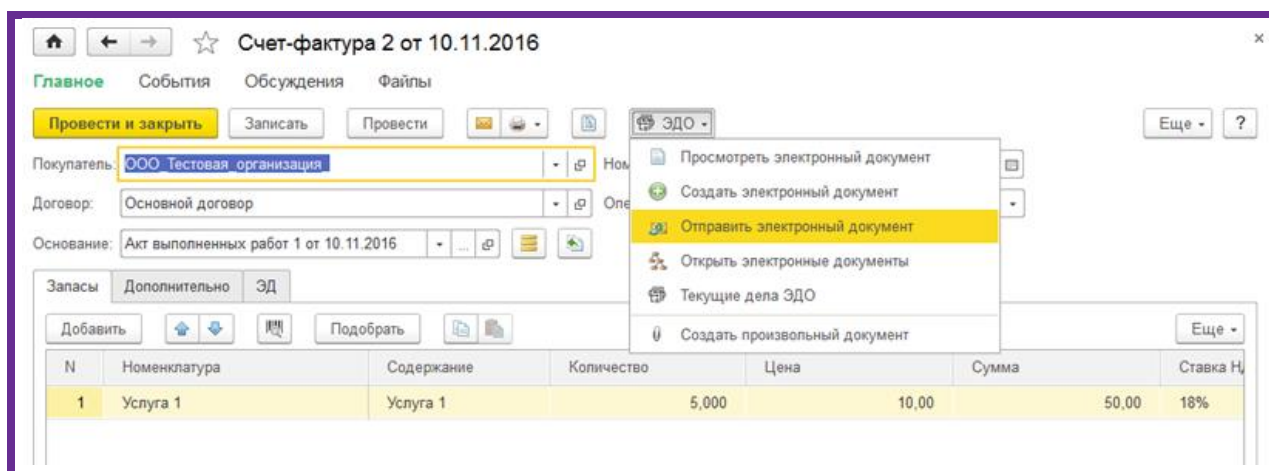 Счет-фактура 2 от 10.11.2016 ×
Главное События Обсуждения Файлы
Провести и закрыть Записать Провести ЭДО Еще ?
Покупатель: ООО_Тестовая_организация Ном
Просмотреть электронный документ
Создать электронный документ
Договор: Основной договор Опе
Отправить электронный документ
Основание: Акт выполненных работ 1 от 10.11.2016 ...
Открыть электронные документы
Текущие дела ЭДО
Создать произвольный документ
Запасы Дополнительно ЭД
Добавить Подобрать Еще
N Номенклатура Содержание Количество Цена Сумма Ставка Н
1 Услуга 1 Услуга 1 5,000 10,00 50,00 18%